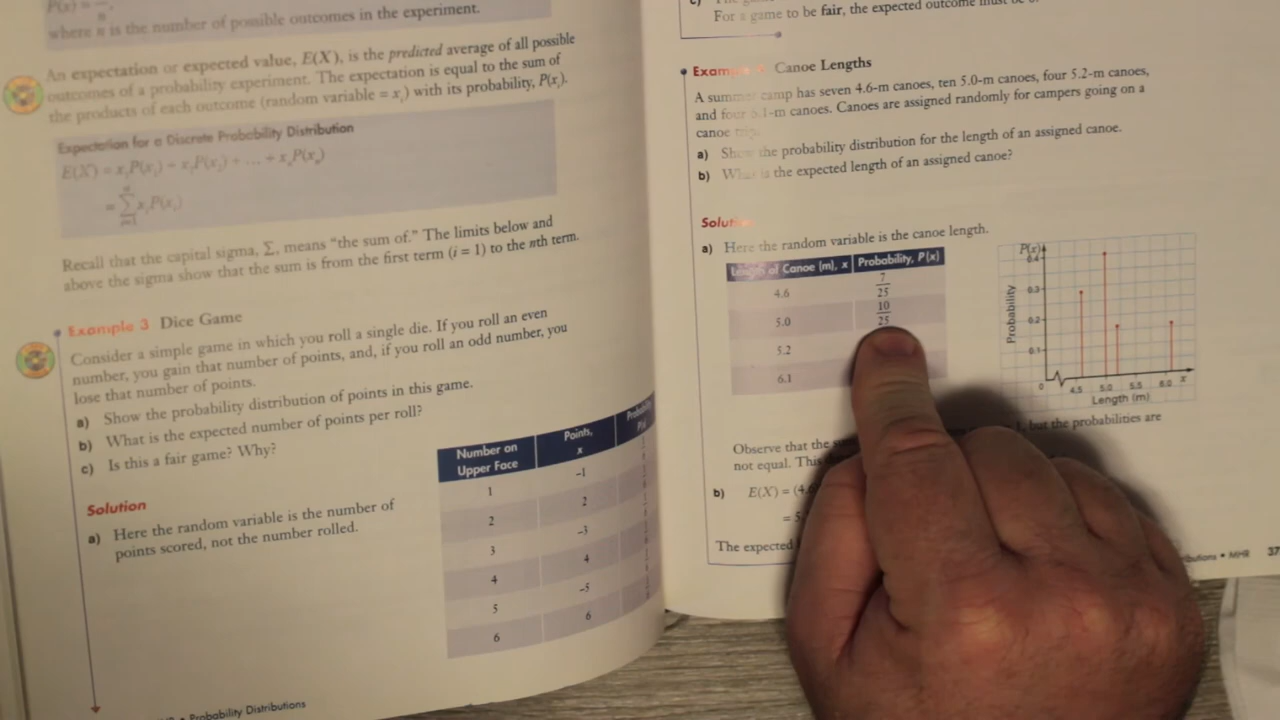 P(x) =
where n is the number of possible outcomes in the experiment.
An expectation or expected value, E(X), is the predicted average of all possible
outcomes of a probability experiment. The expectation is equal to the sum of
the products of each outcome (random variable = xᵢ) with its probability, P(xᵢ).
Expectation for a Discrete Probability Distribution
E(X) = x₁P(x₁) + x₂P(x₂) + ... + xₙP(xₙ)
= Σ xᵢP(xᵢ)
Recall that the capital sigma, Σ, means "the sum of." The limits below and
above the sigma show that the sum is from the first term (i = 1) to the nth term.
Example 3 Dice Game
Consider a simple game in which you roll a single die. If you roll an even
number, you gain that number of points, and, if you roll an odd number, you
lose that number of points.
a) Show the probability distribution of points in this game.
b) What is the expected number of points per roll?
c) Is this a fair game? Why?
Solution
a) Here the random variable is the number of
points scored, not the number rolled.
Number on Upper Face Points, x
1 −1
2 2
3 −3
4 4
5 −5
6 6
• Probability Distributions
c)
For a game to be fair, the expected outcome must be
Canoe Lengths
A summer camp has seven 4.6-m canoes, ten 5.0-m canoes, four 5.2-m canoes,
and four 6.1-m canoes. Canoes are assigned randomly for campers going on a
canoe trip.
a) Show the probability distribution for the length of an assigned canoe.
b) What is the expected length of an assigned canoe?
Solution
a) Here the random variable is the canoe length.
Length of Canoe (m), x Probability, P(x)
4.6 7/25
5.0 10/25
5.2
6.1
P(x)
0.4
0.3
0.2
0.1
0 4.5 5.0 5.5 6.0 x
Probability
Length (m)
Observe that the 1, but the probabilities are
not equal.
b) E(X) = (4.6
= 5.
The expected
• MHR 37